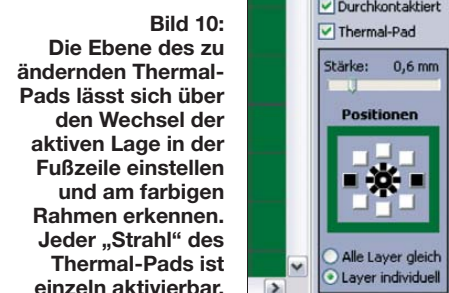 Bild 10:
Die Ebene des zu
ändernden Thermal-
Pads lässt sich über
den Wechsel der
aktiven Lage in der
Fußzeile einstellen
und am farbigen
Rahmen erkennen.
Jeder „Strahl“ des
Thermal-Pads ist
einzeln aktivierbar.
Durchkontaktiert
Thermal-Pad
Stärke: 0,6 mm
Positionen
Alle Layer gleich
Layer individuell